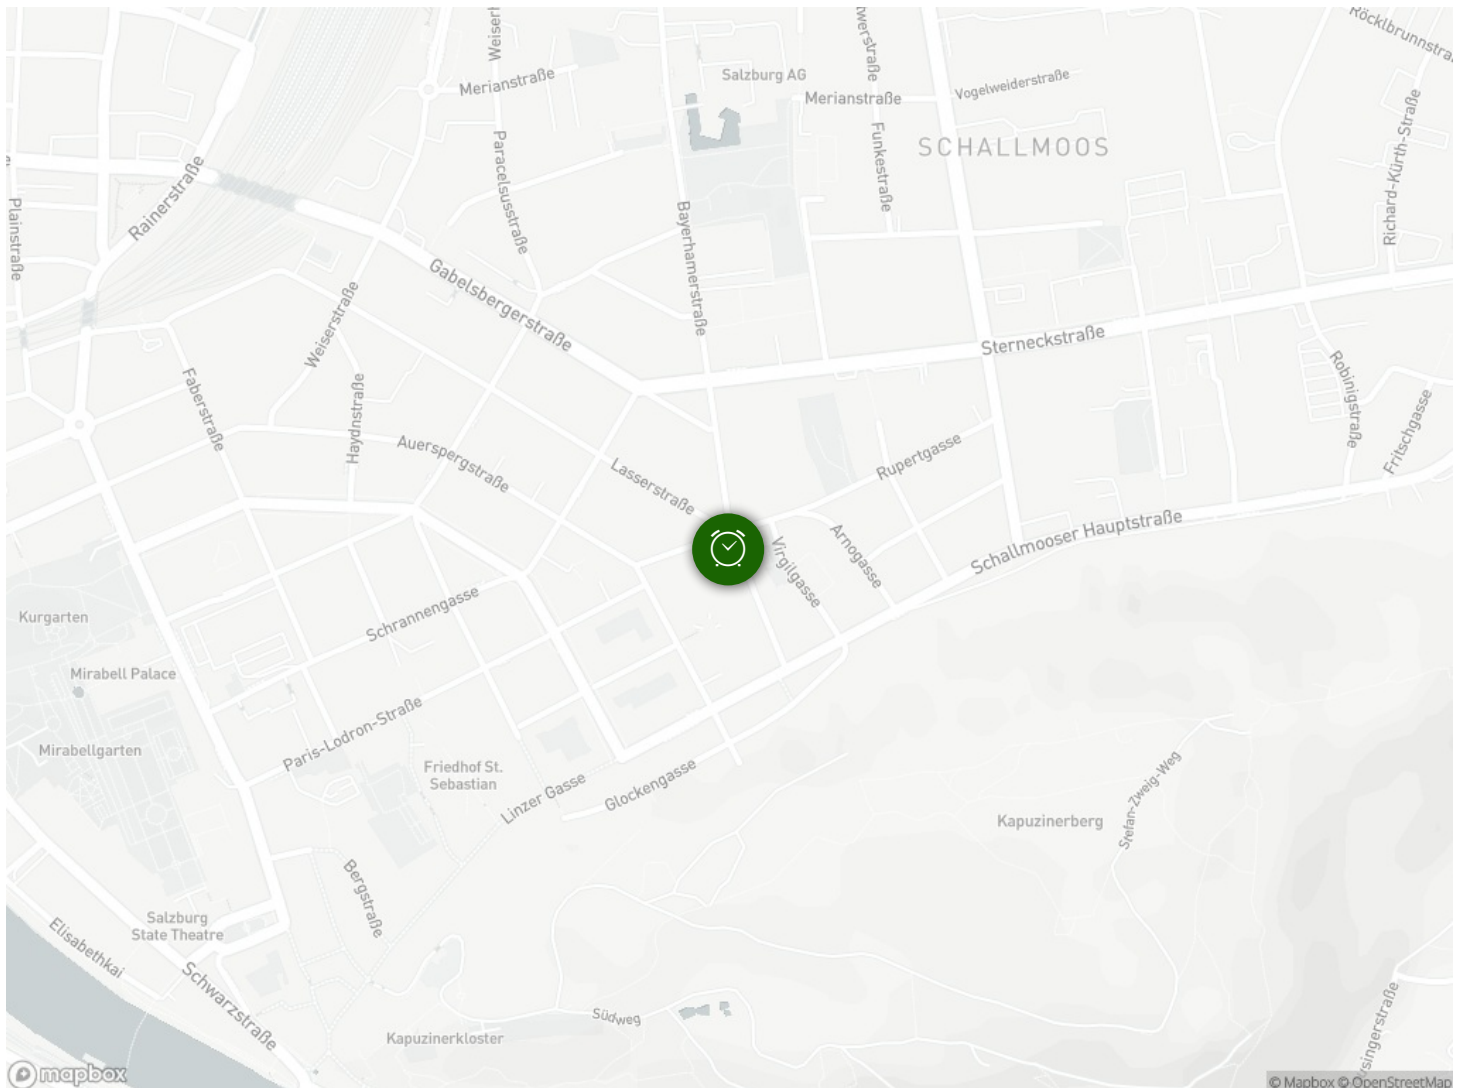 Weiserl
twerstraße
Röcklbrunnstra
Merianstraße
Salzburg AG
Merianstraße
Vogelweiderstraße
SCHALLMOOS
Paracelsusstraße
Funkestraße
Richard-Kürth-Straße
Rainerstraße
Plainstraße
Bayerhamerstraße
Gabelsbergerstraße
Weiserstraße
Sterneckstraße
Robinigstraße
Faberstraße
Haydnstraße
Auerspergstraße
Lasserstraße
Rupertgasse
Fritschgasse
Schallmooser Hauptstraße
Virgilgasse
Arnogasse
Kurgarten
Schrannengasse
Mirabell Palace
Paris-Lodron-Straße
Mirabellgarten
Friedhof St.
Sebastian
Linzer Gasse
Glockengasse
Stefan-Zweig-Weg
Kapuzinerberg
Bergstraße
Salzburg
State Theatre
Elisabethkai
Schwarzstraße
Südweg
Kapuzinerkloster
usingerstraße
mapbox
© Mapbox © OpenStreetMap